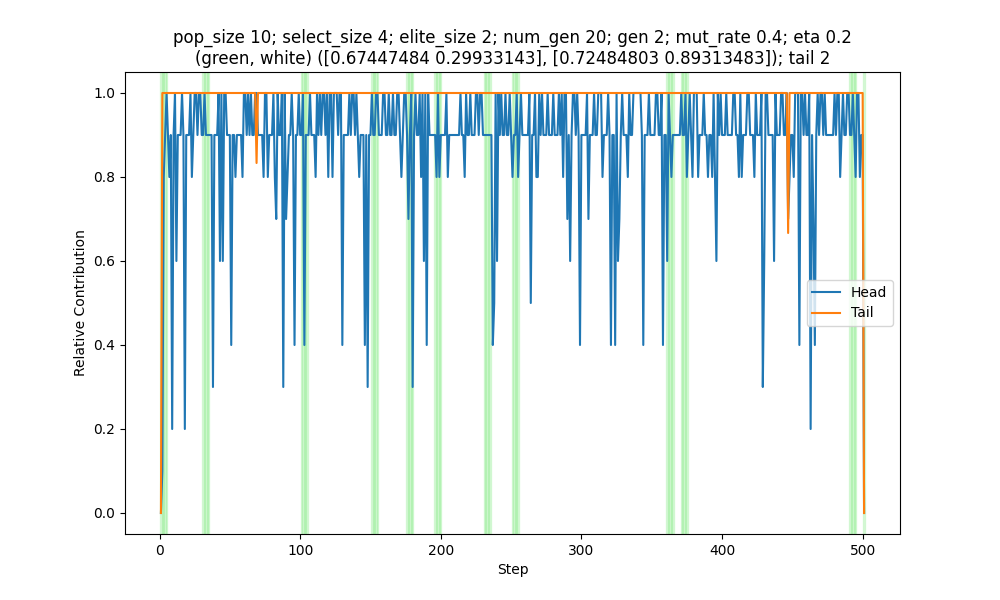 pop_size 10; select_size 4; elite_size 2; num_gen 20; gen 2; mut_rate 0.4; eta 0.2
(green, white) ([0.67447484 0.29933143], [0.72484803 0.89313483]); tail 2
1.0
0.8
0.6
0.4
0.2
0.0
Relative Contribution
Head
Tail
0 100 200 300 400 500
Step